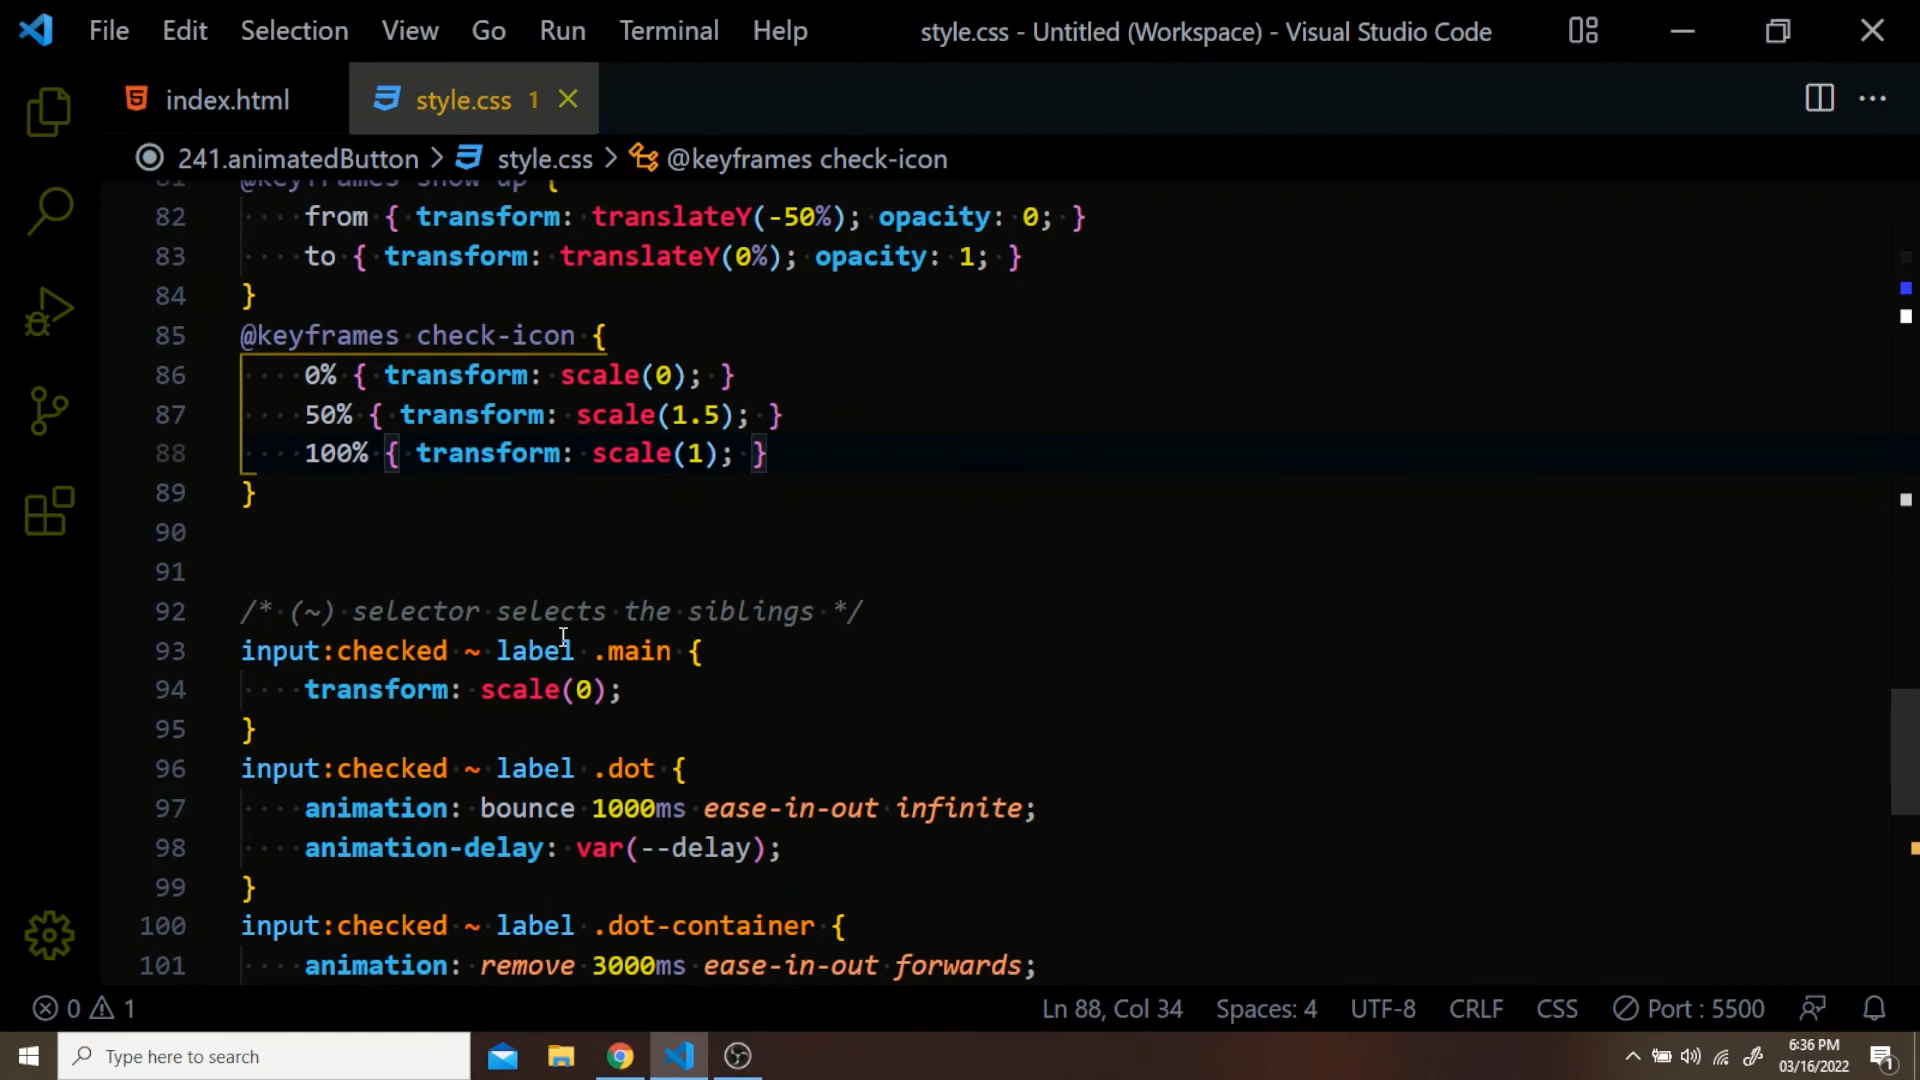 File Edit Selection View Go Run Terminal Help style.css - Untitled (Workspace) - Visual Studio Code
index.html style.css 1
241.animatedButton > style.css > @keyframes check-icon
81 @keyframes show-up {
82 from { transform: translateY(-50%); opacity: 0; }
83 to { transform: translateY(0%); opacity: 1; }
84 }
85 @keyframes check-icon {
86 0% { transform: scale(0); }
87 50% { transform: scale(1.5); }
88 100% { transform: scale(1); }
89 }
90
91
92 /* (~) selector selects the siblings */
93 input:checked ~ label .main {
94 transform: scale(0);
95 }
96 input:checked ~ label .dot {
97 animation: bounce 1000ms ease-in-out infinite;
98 animation-delay: var(--delay);
99 }
100 input:checked ~ label .dot-container {
101 animation: remove 3000ms ease-in-out forwards;
0 1 Ln 88, Col 34 Spaces: 4 UTF-8 CRLF CSS Port : 5500
Type here to search 6:36 PM
03/16/2022 1